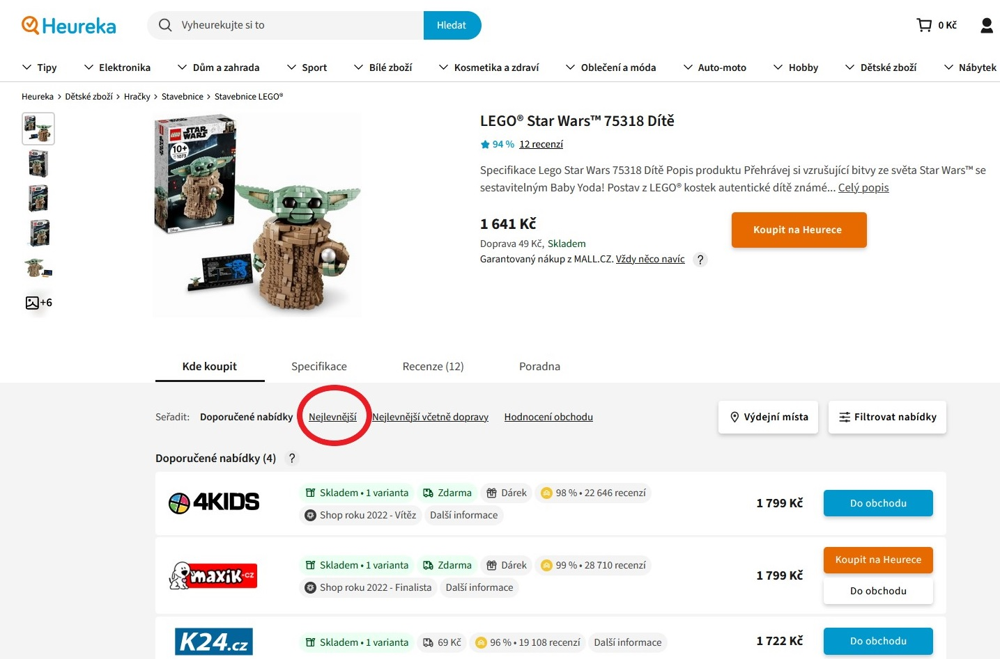 Heureka
Vyheurekujte si to
Hledat
0 Kč
Tipy Elektronika Dům a zahrada Sport Bílé zboží Kosmetika a zdraví Oblečení a móda Auto-moto Hobby Dětské zboží Nábytek
Heureka > Dětské zboží > Hračky > Stavebnice > Stavebnice LEGO®
LEGO STAR WARS
10+
LEGO® Star Wars™ 75318 Dítě
94 % 12 recenzí
Specifikace Lego Star Wars 75318 Dítě Popis produktu Přehrávej si vzrušující bitvy ze světa Star Wars™ se
sestavitelným Baby Yoda! Postav z LEGO® kostek autentické dítě známé... Celý popis
1 641 Kč
Doprava 49 Kč, Skladem
Garantovaný nákup z MALL.CZ. Vždy něco navíc ?
Koupit na Heurece
+6
Kde koupit Specifikace Recenze (12) Poradna
Seřadit: Doporučené nabídky Nejlevnější Nejlevnější včetně dopravy Hodnocení obchodu
Výdejní místa Filtrovat nabídky
Doporučené nabídky (4) ?
4KIDS
Skladem • 1 varianta Zdarma Dárek 98 % • 22 646 recenzí
Shop roku 2022 - Vítěz Další informace
1 799 Kč
Do obchodu
maxík.cz
Skladem • 1 varianta Zdarma Dárek 99 % • 28 710 recenzí
Shop roku 2022 - Finalista Další informace
1 799 Kč
Koupit na Heurece
Do obchodu
K24.cz
Skladem • 1 varianta 69 Kč 96 % • 19 108 recenzí Další informace
1 722 Kč
Do obchodu